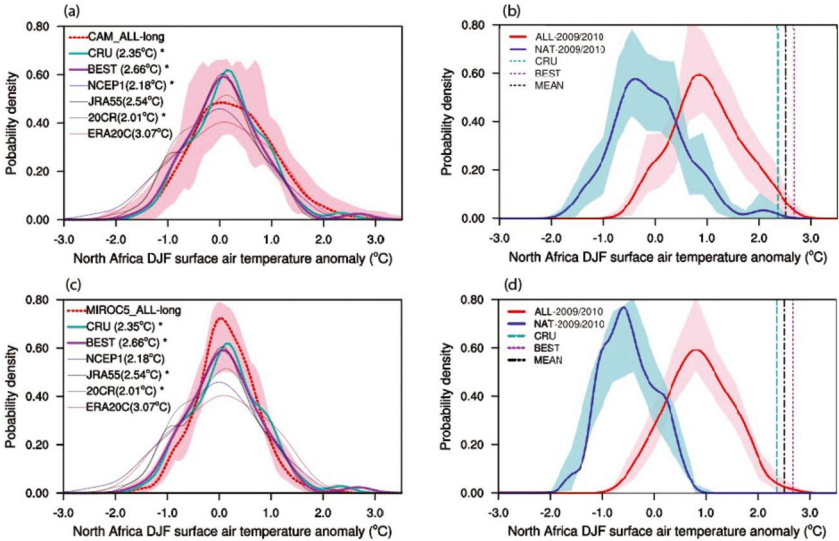 (a)
CAM_ALL-long
CRU (2.35°C) *
BEST (2.66°C) *
NCEP1(2.18°C) *
JRA55(2.54°C)
20CR(2.01°C) *
ERA20C(3.07°C)
Pobability density
0.80
0.60
0.40
0.20
0.00
-3.0 -2.0 -1.0 0.0 1.0 2.0 3.0
North Africa DJF surface air temperature anomaly (°C)
(b)
ALL-2009/2010
NAT-2009/2010
CRU
BEST
MEAN
Probability density
0.80
0.60
0.40
0.20
0.00
-3.0 -2.0 -1.0 0.0 1.0 2.0 3.0
North Africa DJF surface air temperature anomaly (°C)
(c)
MIROC5_ALL-long
CRU (2.35°C) *
BEST (2.66°C) *
NCEP1(2.18°C)
JRA55(2.54°C) *
20CR(2.01°C) *
ERA20C(3.07°C)
Pobability density
0.80
0.60
0.40
0.20
0.00
-3.0 -2.0 -1.0 0.0 1.0 2.0 3.0
North Africa DJF surface air temperature anomaly (°C)
(d)
ALL-2009/2010
NAT-2009/2010
CRU
BEST
MEAN
Probability density
0.80
0.60
0.40
0.20
0.00
-3.0 -2.0 -1.0 0.0 1.0 2.0 3.0
North Africa DJF surface air temperature anomaly (°C)